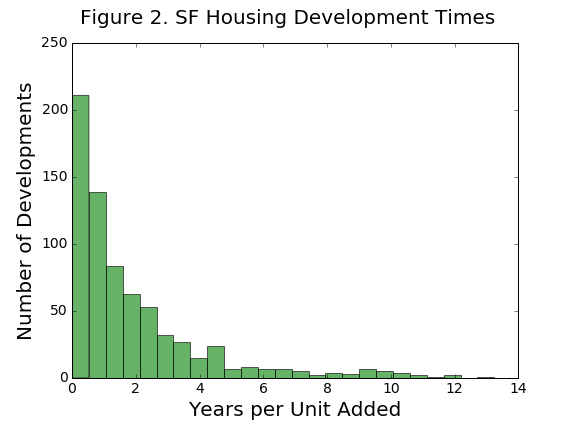 Figure 2. SF Housing Development Times
250
200
150
100
50
0
Number of Developments
0 2 4 6 8 10 12 14
Years per Unit Added